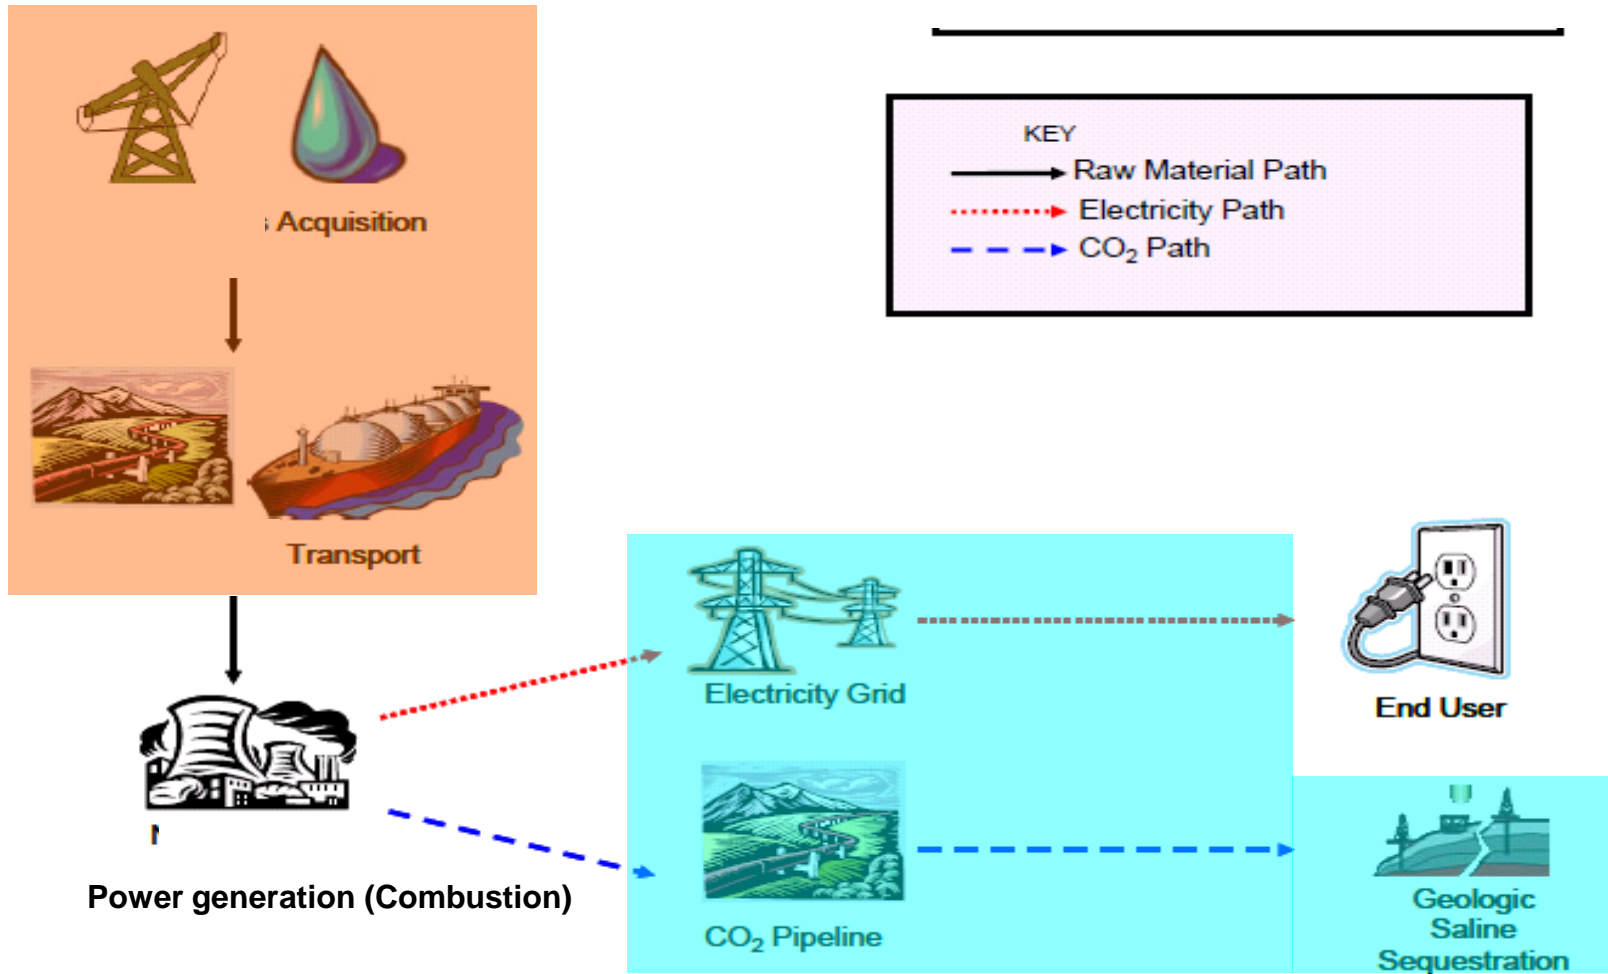 Acquisition
KEY
Raw Material Path
Electricity Path
CO₂ Path
Transport
Electricity Grid
End User
Power generation (Combustion)
CO₂ Pipeline
Geologic
Saline
Sequestration